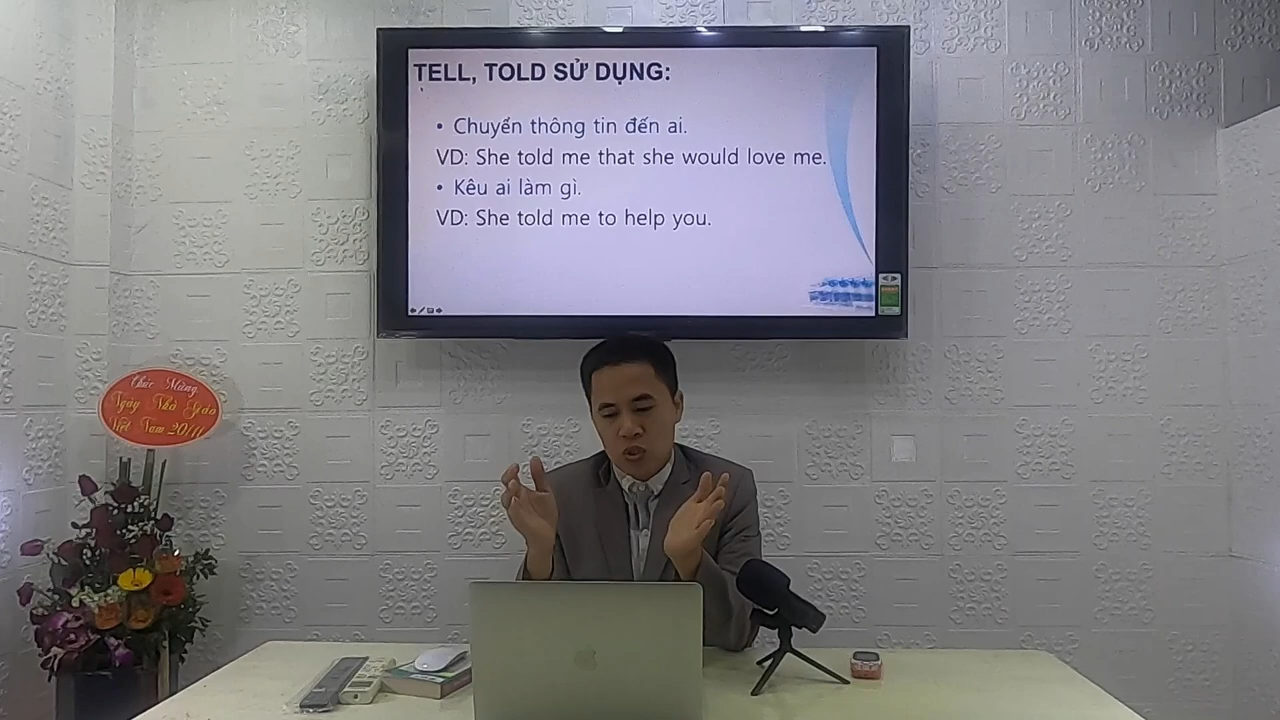 TELL, TOLD SỬ DỤNG:
• Chuyển thông tin đến ai.
VD: She told me that she would love me.
• Kêu ai làm gì.
VD: She told me to help you.
Chúc Mừng
Ngày Nhà Giáo
Việt Nam 20/11